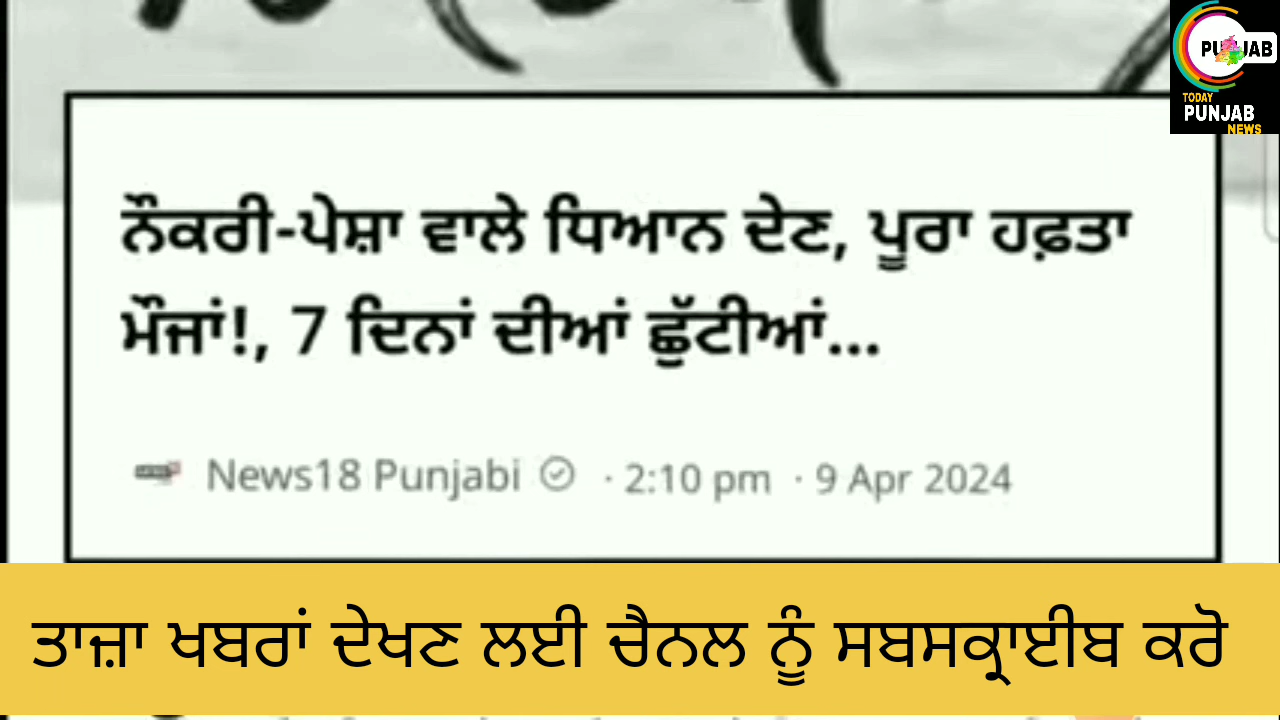 PUNJAB
TODAY
PUNJAB
NEWS
ਨੌਕਰੀ-ਪੇਸ਼ਾ ਵਾਲੇ ਧਿਆਨ ਦੇਣ, ਪੂਰਾ ਹਫ਼ਤਾ
ਮੌਜਾਂ!, 7 ਦਿਨਾਂ ਦੀਆਂ ਛੁੱਟੀਆਂ...
News18 Punjabi · 2:10 pm · 9 Apr 2024
ਤਾਜ਼ਾ ਖਬਰਾਂ ਦੇਖਣ ਲਈ ਚੈਨਲ ਨੂੰ ਸਬਸਕ੍ਰਾਈਬ ਕਰੋ